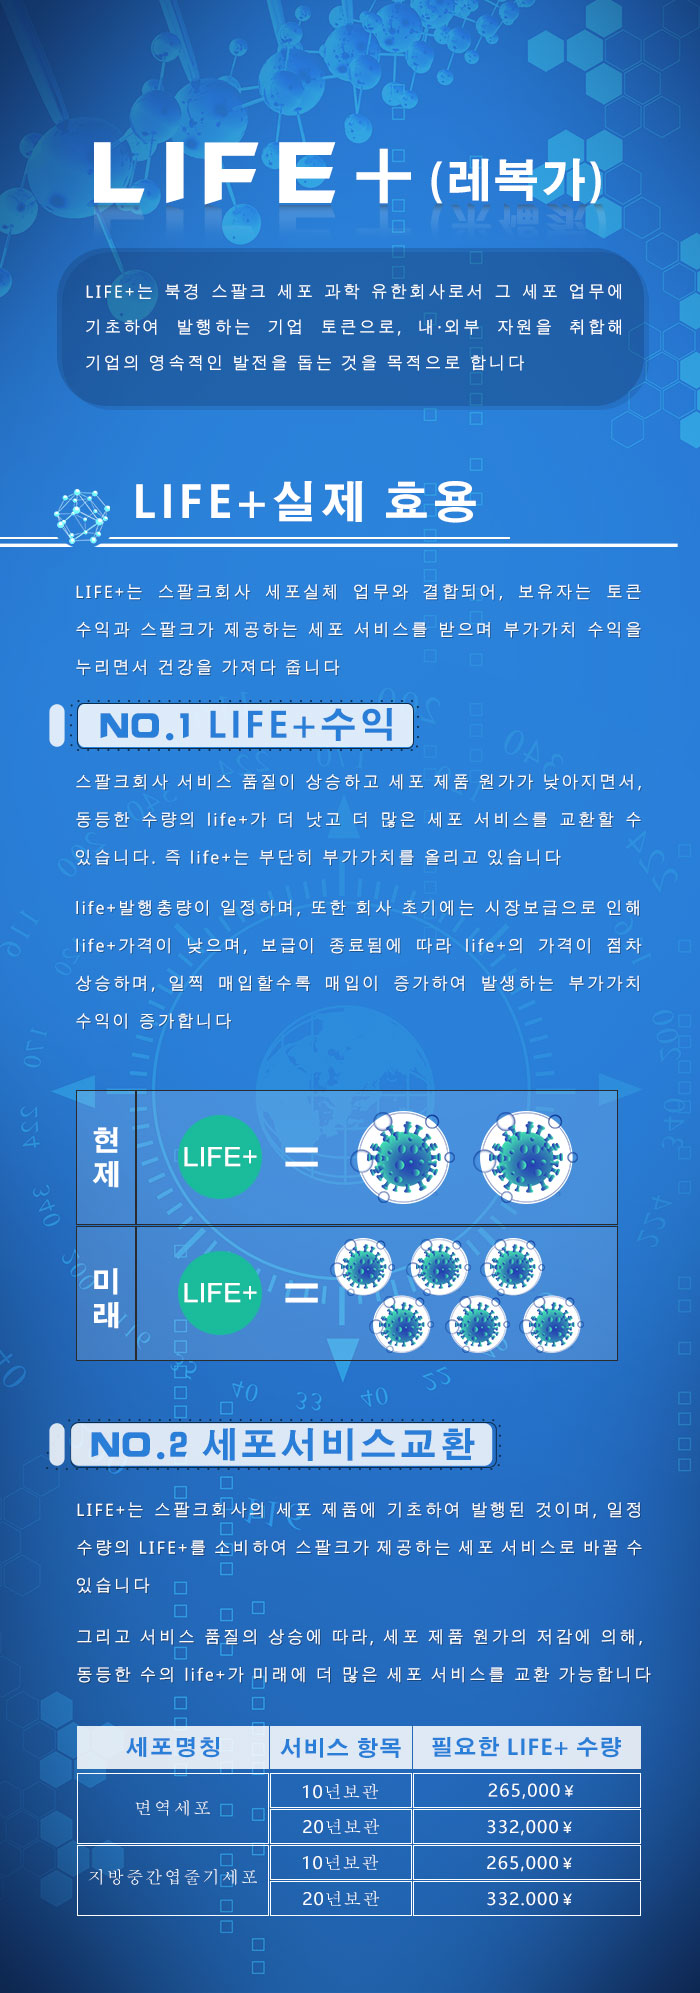 LIFE+(레복가)
LIFE+는 북경 스팔크 세포 과학 유한회사로서 그 세포 업무에
기초하여 발행하는 기업 토큰으로, 내·외부 자원을 취합해
기업의 영속적인 발전을 돕는 것을 목적으로 합니다
LIFE+실제 효용
LIFE+는 스팔크회사 세포실체 업무와 결합되어, 보유자는 토큰
수익과 스팔크가 제공하는 세포 서비스를 받으며 부가가치 수익을
누리면서 건강을 가져다 줍니다
NO.1 LIFE+수익
스팔크회사 서비스 품질이 상승하고 세포 제품 원가가 낮아지면서,
동등한 수량의 life+가 더 낫고 더 많은 세포 서비스를 교환할 수
있습니다. 즉 life+는 부단히 부가가치를 올리고 있습니다
life+발행총량이 일정하며, 또한 회사 초기에는 시장보급으로 인해
life+가격이 낮으며, 보급이 종료됨에 따라 life+의 가격이 점차
상승하며, 일찍 매입할수록 매입이 증가하여 발생하는 부가가치
수익이 증가합니다
현제
LIFE+ =
미래
LIFE+ =
NO.2 세포서비스교환
LIFE+는 스팔크회사의 세포 제품에 기초하여 발행된 것이며, 일정
수량의 LIFE+를 소비하여 스팔크가 제공하는 세포 서비스로 바꿀 수
있습니다
그리고 서비스 품질의 상승에 따라, 세포 제품 원가의 저감에 의해,
동등한 수의 life+가 미래에 더 많은 세포 서비스를 교환 가능합니다
세포명칭 서비스 항목 필요한 LIFE+ 수량
면역세포 10년보관 265,000¥
20년보관 332,000¥
지방중간엽줄기세포 10년보관 265,000¥
20년보관 332.000¥